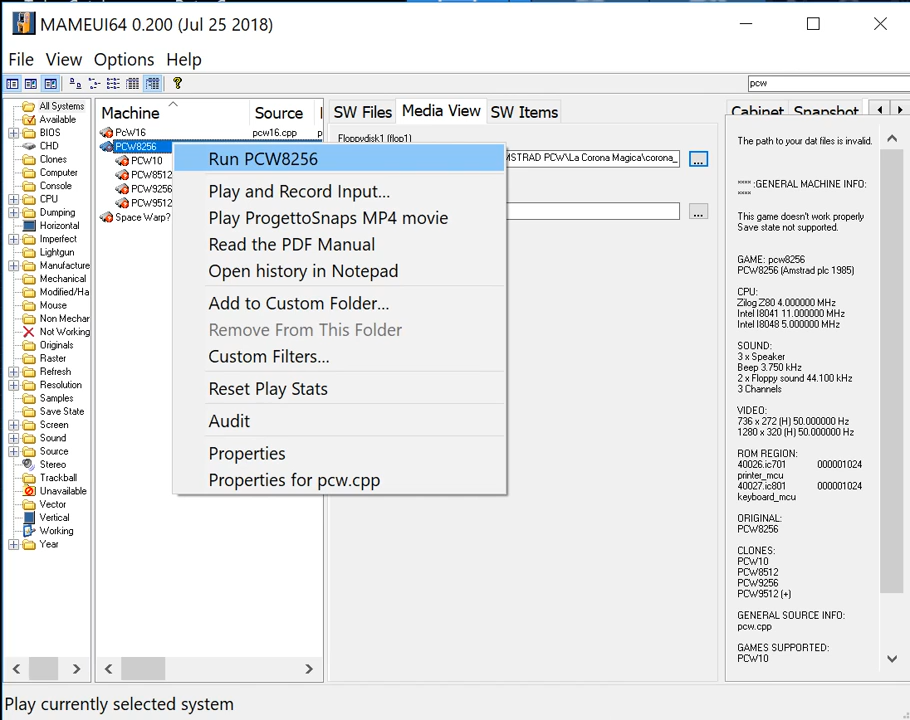 MAMEUI64 0.200 (Jul 25 2018)
File View Options Help
pcw
All Systems
Available
BIOS
CHD
Clones
Computer
Console
CPU
Dumping
Horizontal
Imperfect
Lightgun
Manufacture
Mechanical
Modified/Ha
Mouse
Non Mechar
Not Working
Originals
Raster
Refresh
Resolution
Samples
Save State
Screen
Sound
Source
Stereo
Trackball
Unavailable
Vector
Vertical
Working
Year
Machine Source
PcW16 pcw16.cpp p
PCW8256
PCW10
PCW8512
PCW9256
PCW9512
Space Warp?
Run PCW8256
Play and Record Input...
Play ProgettoSnaps MP4 movie
Read the PDF Manual
Open history in Notepad
Add to Custom Folder...
Remove From This Folder
Custom Filters...
Reset Play Stats
Audit
Properties
Properties for pcw.cpp
SW Files Media View SW Items
Floppydisk1 (flop1)
MSTRAD PCW\La Corona Magica\corona_
...
...
Cabinet Snapshot
The path to your dat files is invalid.
**** :GENERAL MACHINE INFO:
****
This game doesn't work properly
Save state not supported.
GAME: pcw8256
PCW8256 (Amstrad plc 1985)
CPU:
Zilog Z80 4.000000 MHz
Intel I8041 11.000000 MHz
Intel I8048 5.000000 MHz
SOUND:
3 x Speaker
Beep 3.750 kHz
2 x Floppy sound 44.100 kHz
3 Channels
VIDEO:
736 x 272 (H) 50.000000 Hz
1280 x 320 (H) 50.000000 Hz
ROM REGION:
40026.ic701 000001024
printer_mcu
40027.ic801 000001024
keyboard_mcu
ORIGINAL:
PCW8256
CLONES:
PCW10
PCW8512
PCW9256
PCW9512 (+)
GENERAL SOURCE INFO:
pcw.cpp
GAMES SUPPORTED:
PCW10
Play currently selected system